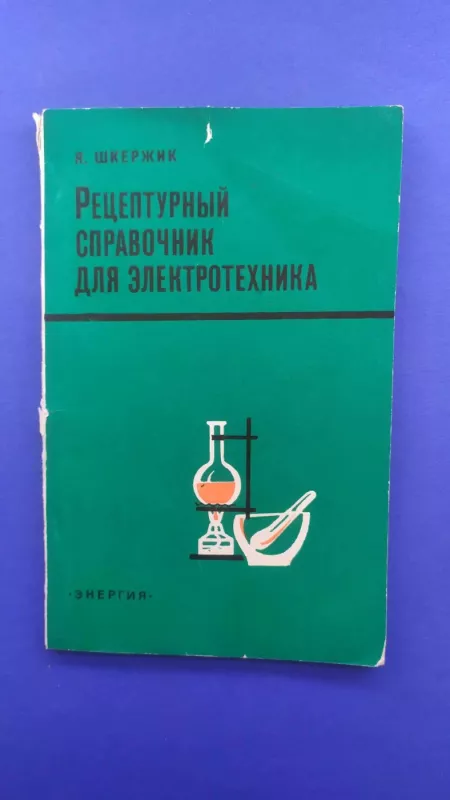 Я. ШКЕРЖИК
РЕЦЕПТУРНЫЙ
СПРАВОЧНИК
ДЛЯ ЭЛЕКТРОТЕХНИКА
«ЭНЕРГИЯ»